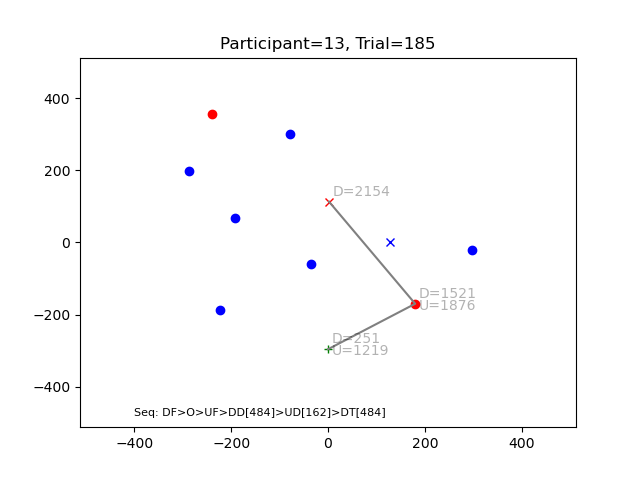 Participant=13, Trial=185
400
200
0
−200
−400
D=2154
D=1521
U=1876
D=251
U=1219
Seq: DF>O>UF>DD[484]>UD[162]>DT[484]
−400
−200
0
200
400